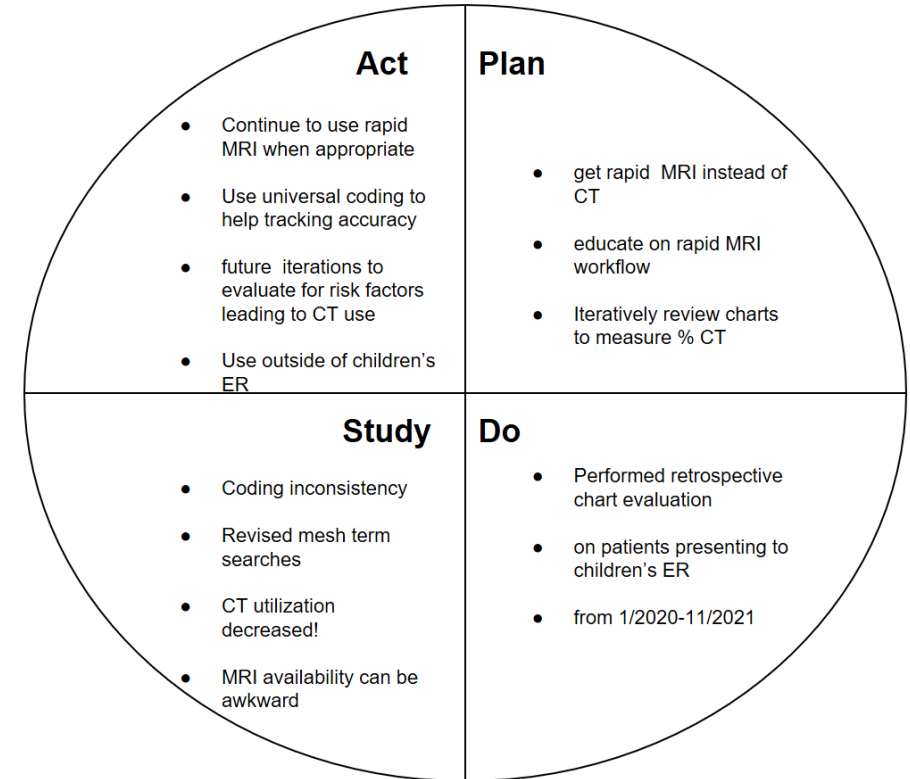 Act
● Continue to use rapid
MRI when appropriate
● Use universal coding to
help tracking accuracy
● future iterations to
evaluate for risk factors
leading to CT use
● Use outside of children’s
ER
Plan
● get rapid MRI instead of
CT
● educate on rapid MRI
workflow
● Iteratively review charts
to measure % CT
Study
● Coding inconsistency
● Revised mesh term
searches
● CT utilization
decreased!
● MRI availability can be
awkward
Do
● Performed retrospective
chart evaluation
● on patients presenting to
children’s ER
● from 1/2020-11/2021